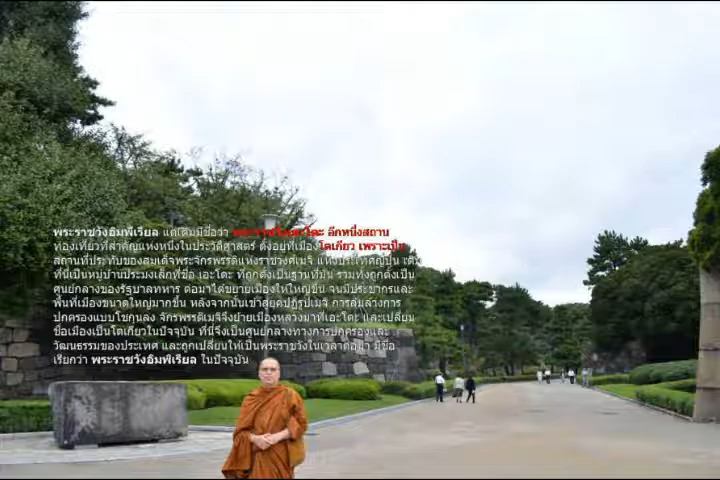 พระราชวังอิมพ์เรียล แต่เดิมมีชื่อว่า อีกหนึ่งสถาน
ท่องเที่ยวที่สำคัญแห่งหนึ่งในประวัติศาสตร์ ตั้งอยู่ที่เมืองโตเกียว เพราะเป็น
สถานที่ประทับของสมเด็จพระจักรพรรดิแห่งราชวงศ์เมจิ แห่งประเทศญี่ปุ่น
ที่นี่เป็นหมู่บ้านประมงเล็กที่ชื่อ เอะโดะ ที่ถูกตั้งเป็นฐานที่มั่น รวมทั้งถูกตั้งเป็น
ศูนย์กลางของรัฐบาลทหาร ต่อมาได้ขยายเมืองให้ใหญ่ขึ้น จนมีประชากรและ
พื้นที่เมืองขนาดใหญ่มากขึ้น หลังจากนั้นเข้าสู่ยุคปฏิรูปเมจิ การล้มล้างการ
ปกครองแบบโชกุนลง จักรพรรดิเมจิจึงย้ายเมืองหลวงมาที่เอะโดะ และเปลี่ยน
ชื่อเมืองเป็นโตเกียวในปัจจุบัน ที่นี่จึงเป็นศูนย์กลางทางการปกครองและ
วัฒนธรรมของประเทศ และถูกเปลี่ยนให้เป็นพระราชวังในเวลาต่อมา มีชื่อ
เรียกว่า พระราชวังอิมพ์เรียล ในปัจจุบัน